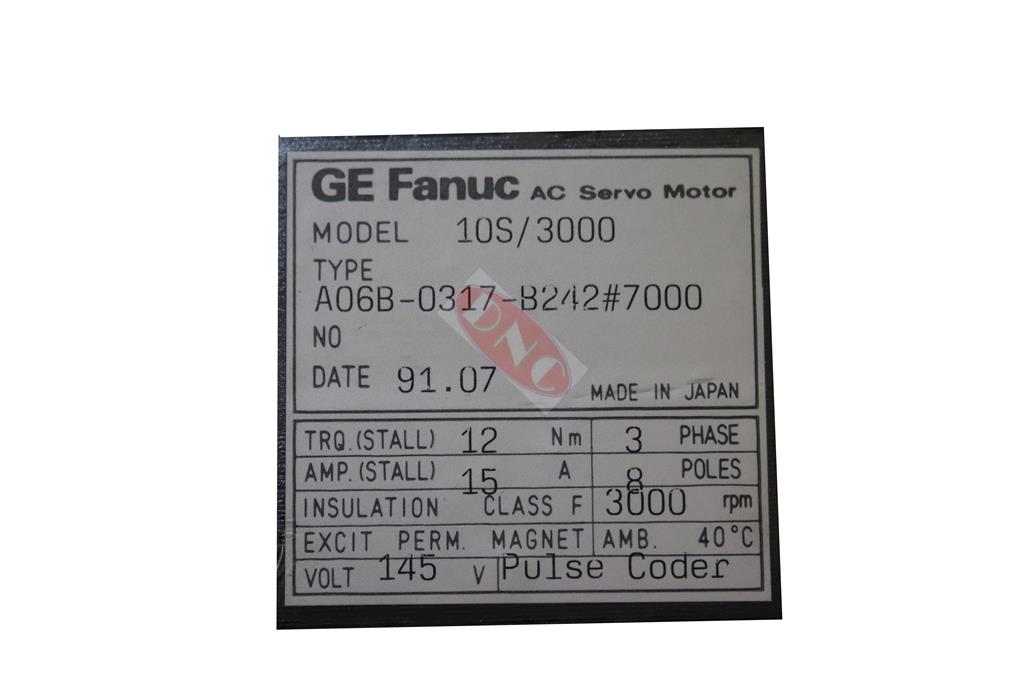 GE Fanuc AC Servo Motor
MODEL 10S/3000
TYPE
A06B-0317-B242#7000
DNC
NO
DATE 91.07 MADE IN JAPAN
TRQ.(STALL) 12 Nm 3 PHASE
AMP.(STALL) 15 A 8 POLES
INSULATION CLASS F 3000 rpm
EXCIT PERM. MAGNET AMB. 40°C
VOLT 145 V Pulse Coder